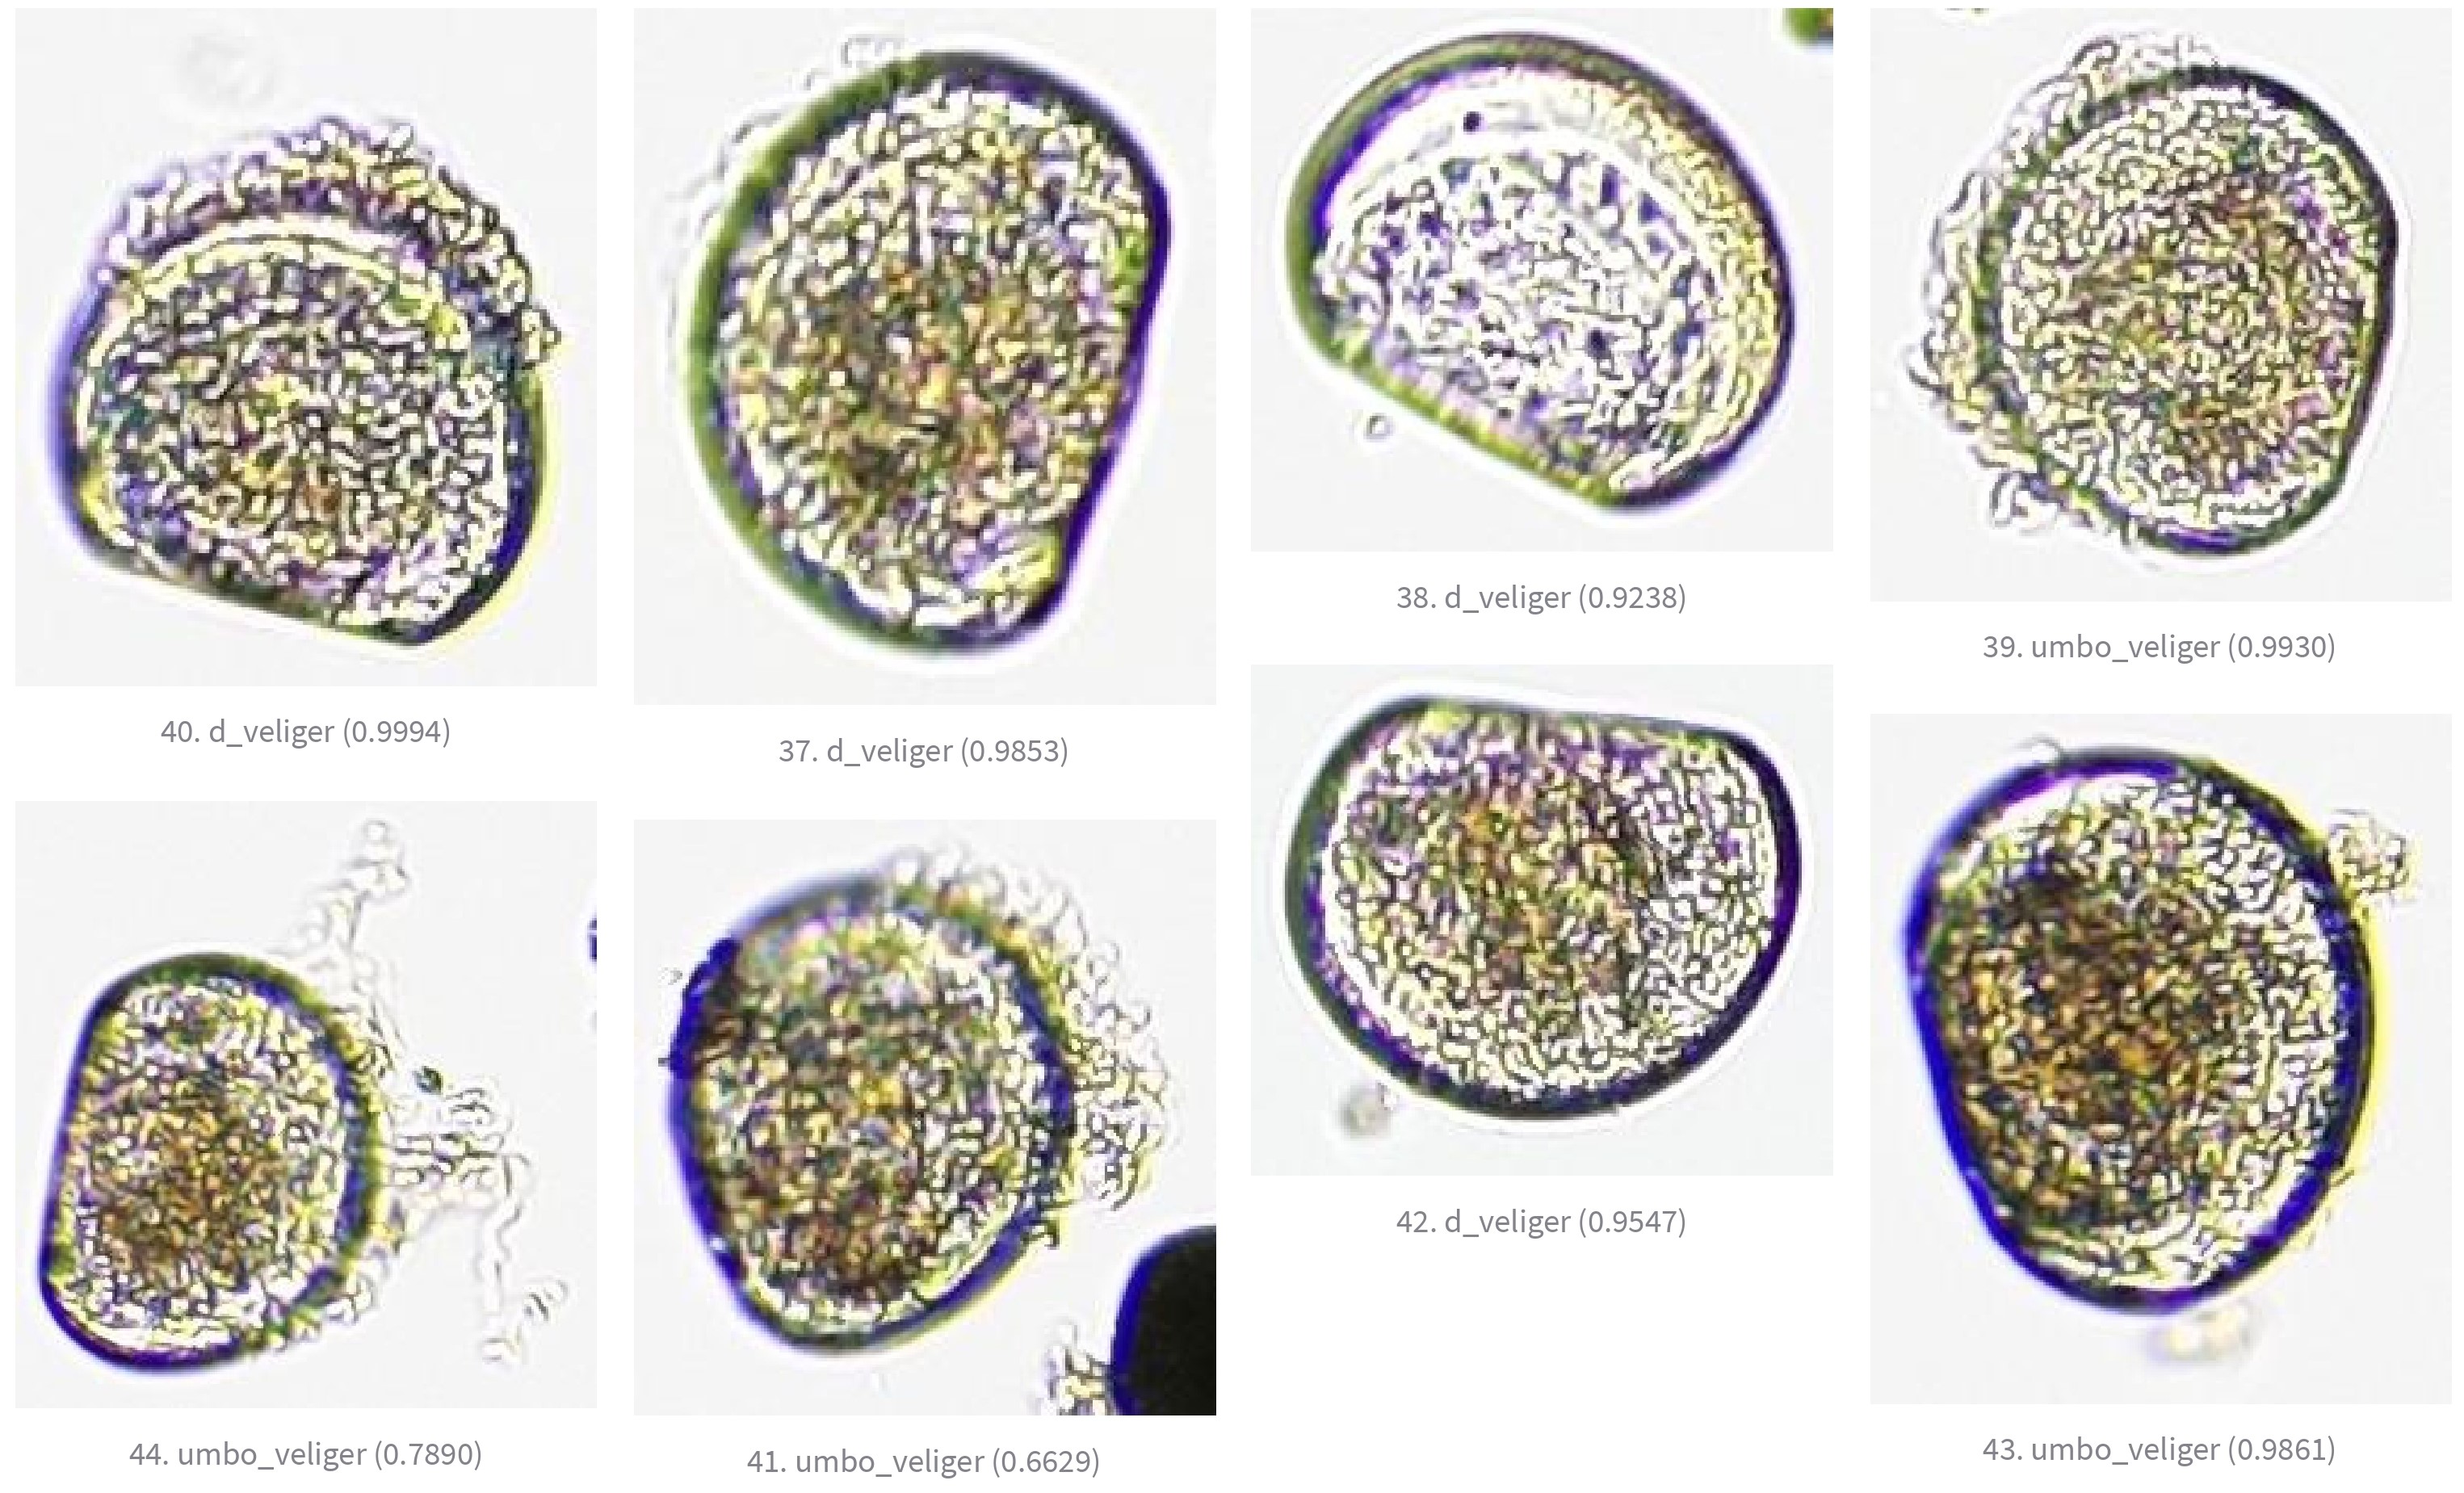 40. d_veliger (0.9994)
37. d_veliger (0.9853)
38. d_veliger (0.9238)
39. umbo_veliger (0.9930)
44. umbo_veliger (0.7890)
41. umbo_veliger (0.6629)
42. d_veliger (0.9547)
43. umbo_veliger (0.9861)